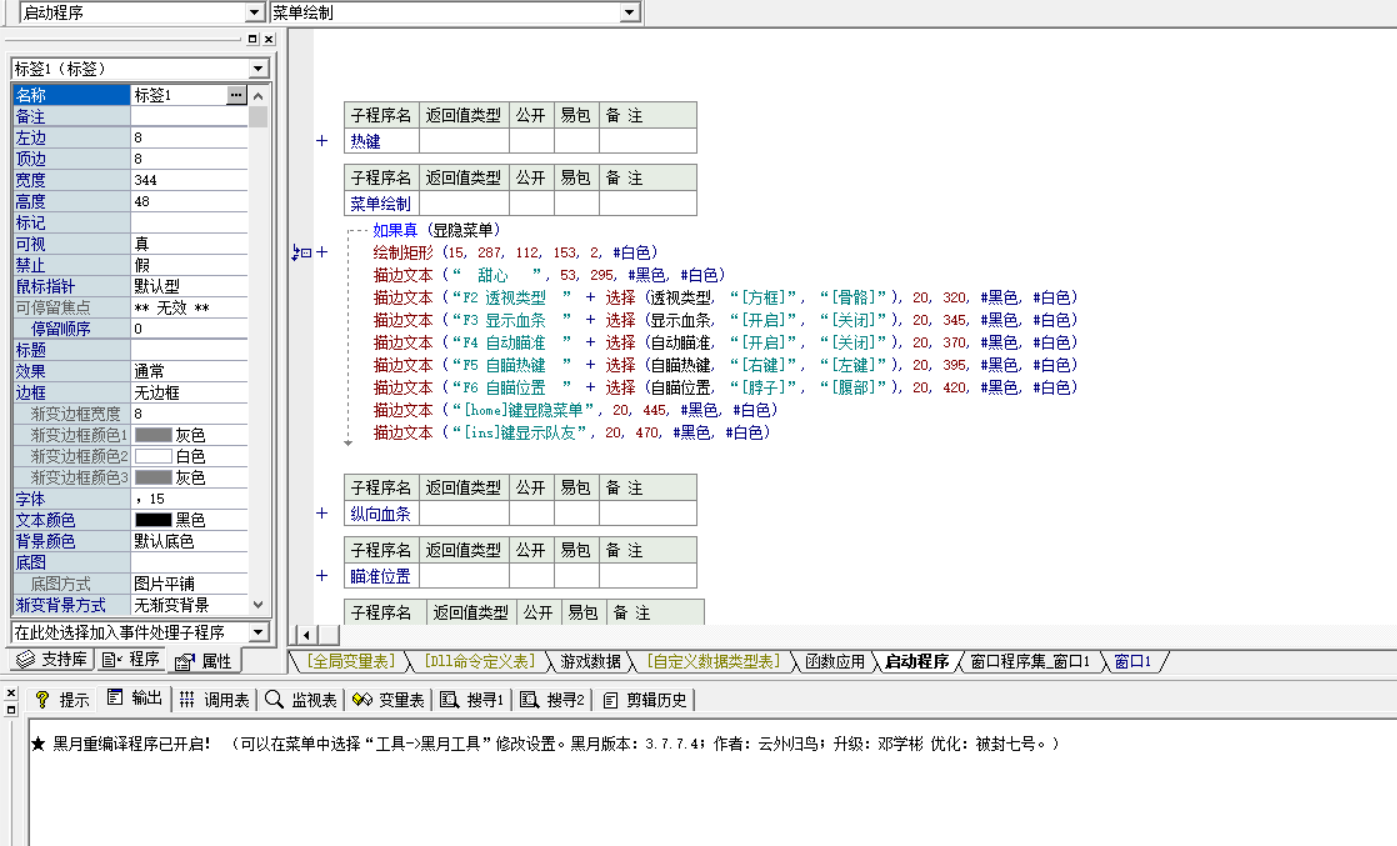 启动程序 菜单绘制
标签1（标签）
名称 标签1 ...
备注
左边 8
顶边 8
宽度 344
高度 48
标记
可视 真
禁止 假
鼠标指针 默认型
可停留焦点 ** 无效 **
停留顺序 0
标题
效果 通常
边框 无边框
渐变边框宽度 8
渐变边框颜色1 灰色
渐变边框颜色2 白色
渐变边框颜色3 灰色
字体 ，15
文本颜色 黑色
背景颜色 默认底色
底图
底图方式 图片平铺
渐变背景方式 无渐变背景
在此处选择加入事件处理子程序
支持库 程序 属性
子程序名 返回值类型 公开 易包 备 注
热键
子程序名 返回值类型 公开 易包 备 注
菜单绘制
如果真（显隐菜单）
绘制矩形（15, 287, 112, 153, 2, #白色）
描边文本（“  甜心  ”, 53, 295, #黑色, #白色）
描边文本（“F2 透视类型  ” + 选择（透视类型, “[方框]”, “[骨骼]”）, 20, 320, #黑色, #白色）
描边文本（“F3 显示血条  ” + 选择（显示血条, “[开启]”, “[关闭]”）, 20, 345, #黑色, #白色）
描边文本（“F4 自动瞄准  ” + 选择（自动瞄准, “[开启]”, “[关闭]”）, 20, 370, #黑色, #白色）
描边文本（“F5 自瞄热键  ” + 选择（自瞄热键, “[右键]”, “[左键]”）, 20, 395, #黑色, #白色）
描边文本（“F6 自瞄位置  ” + 选择（自瞄位置, “[脖子]”, “[腹部]”）, 20, 420, #黑色, #白色）
描边文本（“[home]键显隐菜单”, 20, 445, #黑色, #白色）
描边文本（“[ins]键显示队友”, 20, 470, #黑色, #白色）
子程序名 返回值类型 公开 易包 备 注
纵向血条
子程序名 返回值类型 公开 易包 备 注
瞄准位置
子程序名 返回值类型 公开 易包 备 注
[全局变量表] [Dll命令定义表] 游戏数据 [自定义数据类型表] 函数应用 启动程序 窗口程序集_窗口1 窗口1
提示 输出 调用表 监视表 变量表 搜寻1 搜寻2 剪辑历史
★ 黑月重编译程序已开启！（可以在菜单中选择“工具->黑月工具”修改设置。黑月版本：3.7.7.4；作者：云外归鸟；升级：邓学彬 优化：被封七号。）